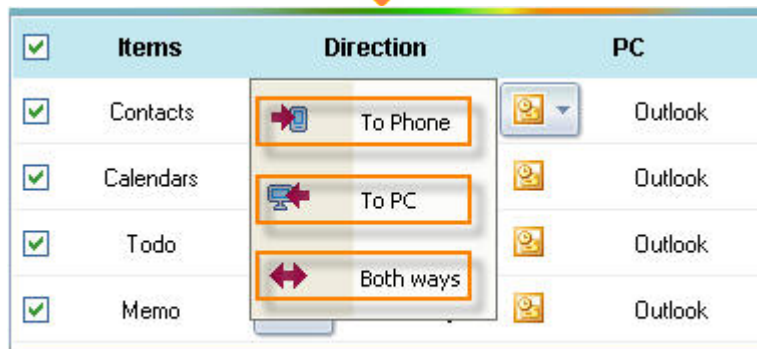 Items Direction PC
Contacts To Phone Outlook
Calendars To PC Outlook
Todo Outlook
Both ways
Memo Outlook